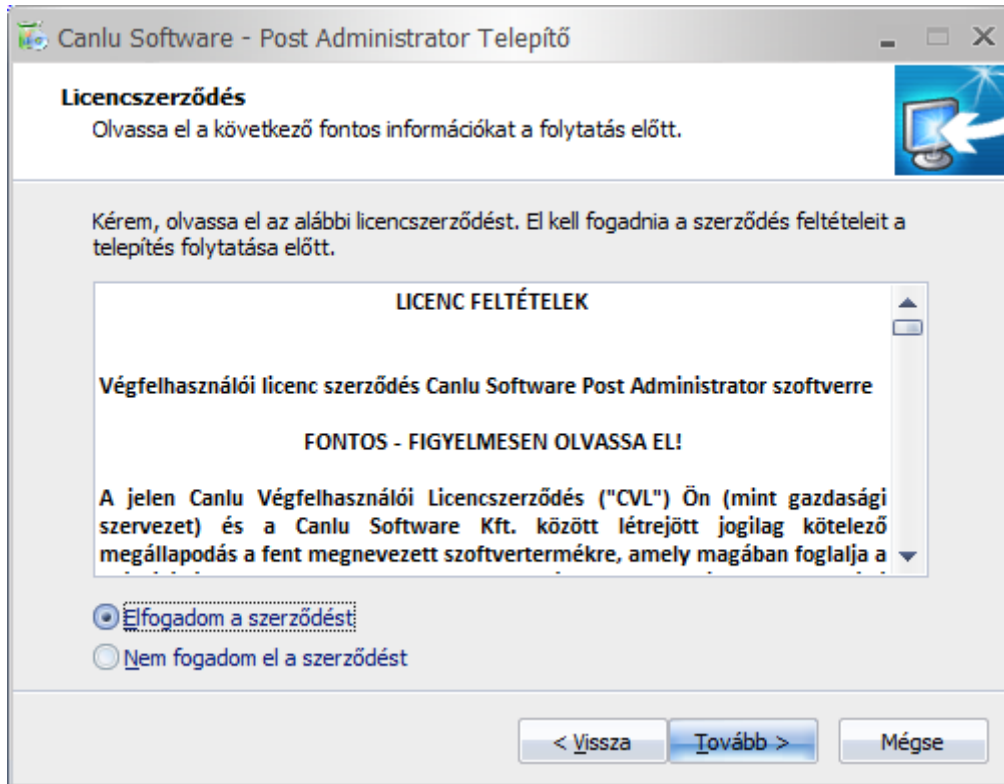 Canlu Software - Post Administrator Telepítő
Licencszerződés
Olvassa el a következő fontos információkat a folytatás előtt.
Kérem, olvassa el az alábbi licencszerződést. El kell fogadnia a szerződés feltételeit a
telepítés folytatása előtt.
LICENC FELTÉTELEK
Végfelhasználói licenc szerződés Canlu Software Post Administrator szoftverre
FONTOS - FIGYELMESEN OLVASSA EL!
A jelen Canlu Végfelhasználói Licencszerződés ("CVL") Ön (mint gazdasági
szervezet) és a Canlu Software Kft. között létrejött jogilag kötelező
megállapodás a fent megnevezett szoftvertermékre, amely magában foglalja a
Elfogadom a szerződést
Nem fogadom el a szerződést
< Vissza Tovább > Mégse